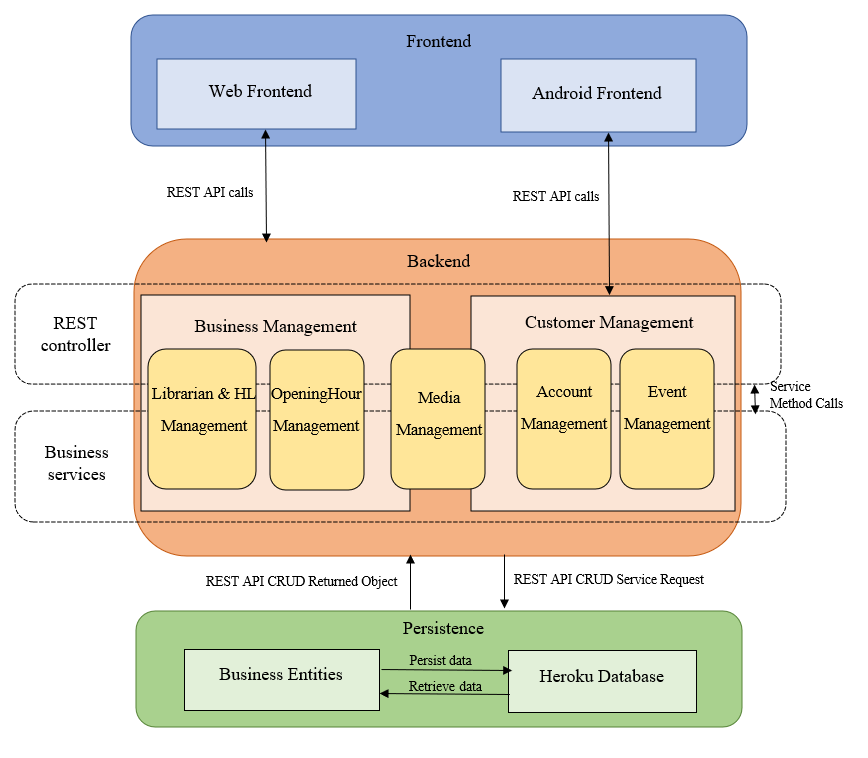 Frontend
Web Frontend
Android Frontend
REST API calls
REST API calls
Backend
REST
controller
Business Management
Customer Management
Librarian & HL
Management
OpeningHour
Management
Media
Management
Account
Management
Event
Management
Service
Method Calls
Business
services
REST API CRUD Returned Object
REST API CRUD Service Request
Persistence
Business Entities
Persist data
Retrieve data
Heroku Database